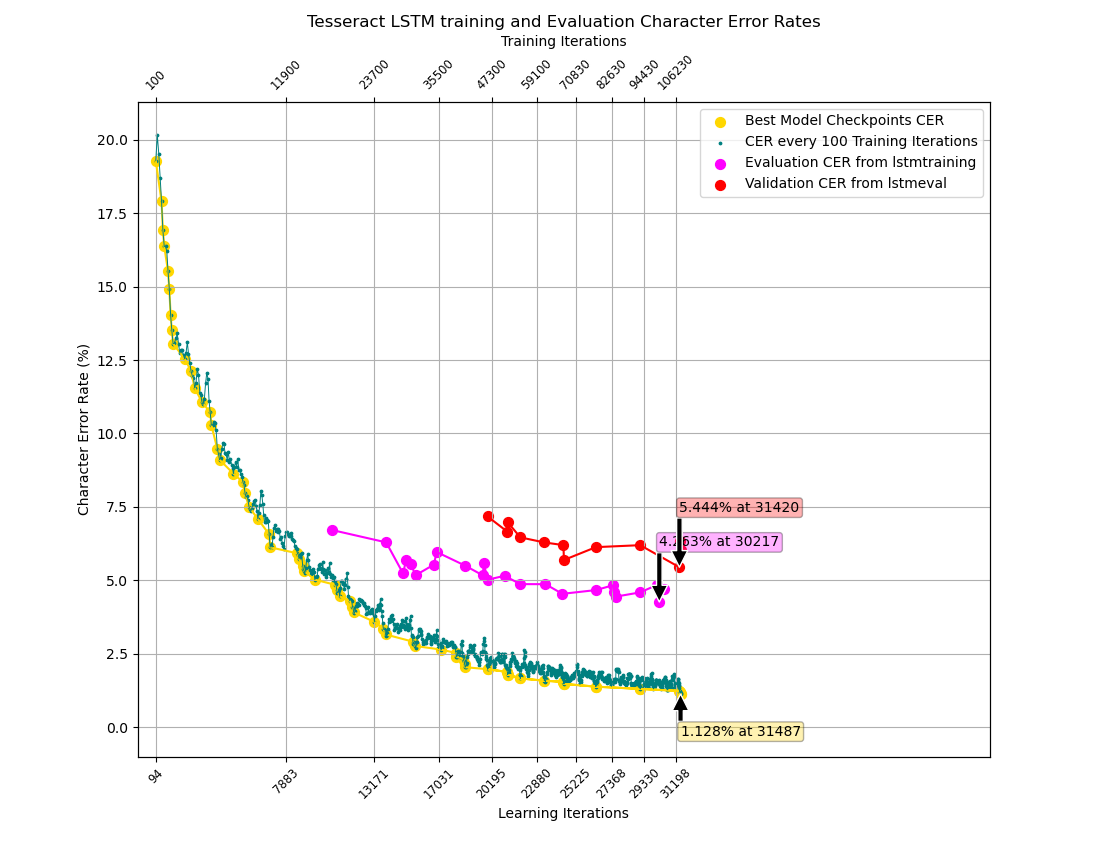 Tesseract LSTM training and Evaluation Character Error Rates
Training Iterations
100 11900 23700 35500 47300 59100 70830 82630 94430 106230
Best Model Checkpoints CER
CER every 100 Training Iterations
Evaluation CER from lstmtraining
Validation CER from lstmeval
Character Error Rate (%)
20.0
17.5
15.0
12.5
10.0
7.5
5.0
2.5
0.0
5.444% at 31420
at 30217
1.128% at 31487
94 7883 13171 17031 20195 22880 25225 27368 29330 31198
Learning Iterations